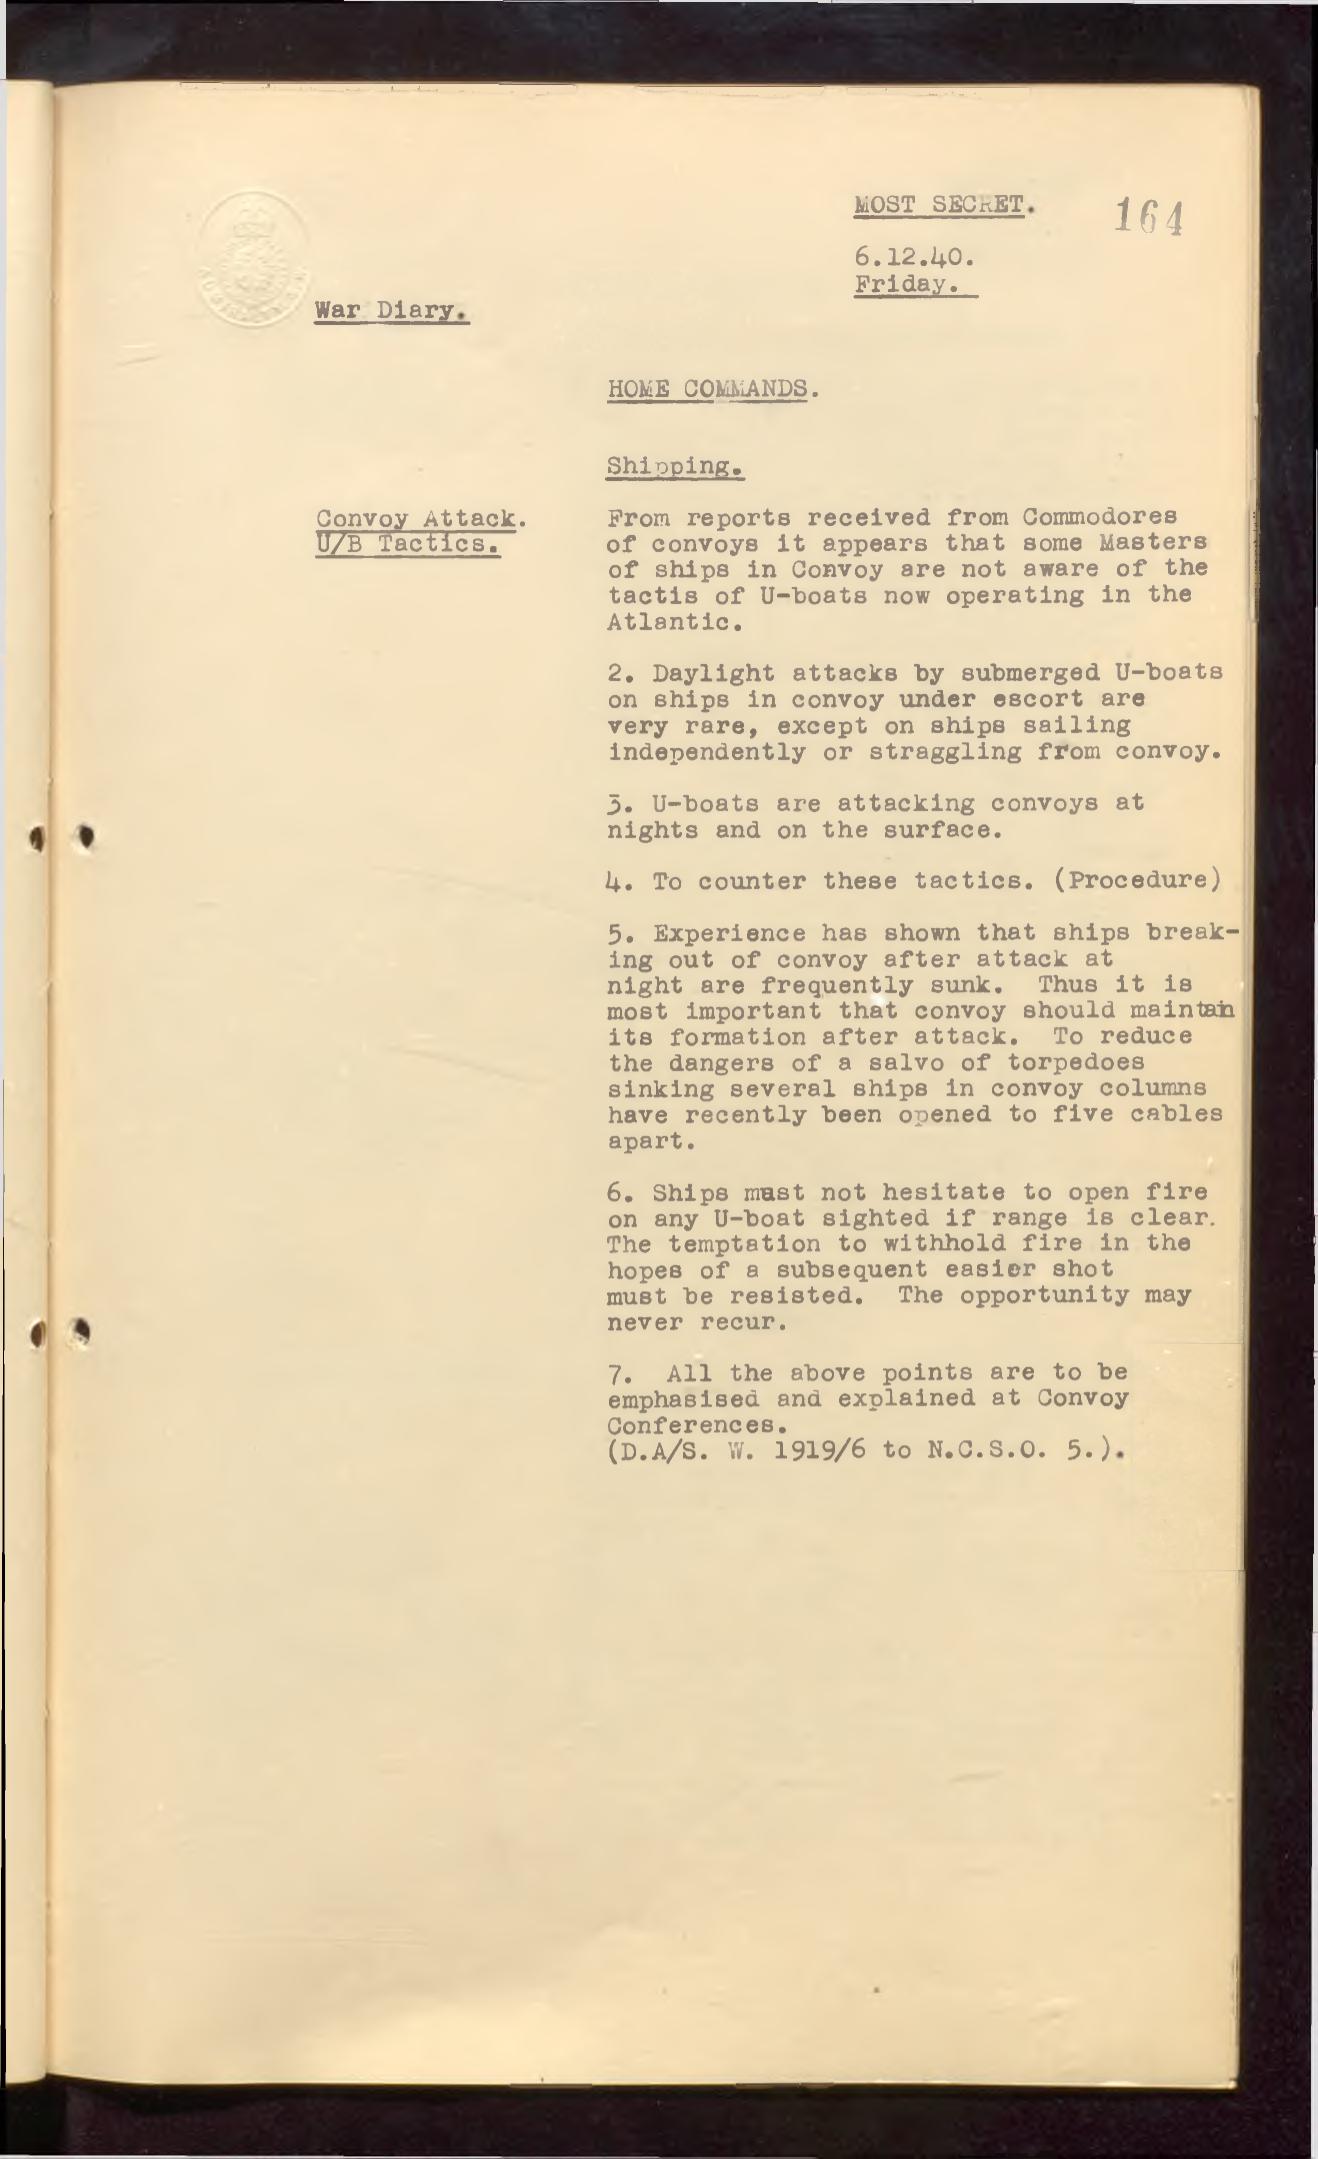 MOST SECRET.
164
6.12.40.
Friday.
War Diary.
HOME COMMANDS.
Shipping.
Convoy Attack.
U/B Tactics.
From reports received from Commodores
of convoys it appears that some Masters
of ships in Convoy are not aware of the
tactis of U-boats now operating in the
Atlantic.
2. Daylight attacks by submerged U-boats
on ships in convoy under escort are
very rare, except on ships sailing
independently or straggling from convoy.
3. U-boats are attacking convoys at
nights and on the surface.
4. To counter these tactics. (Procedure)
5. Experience has shown that ships break-
ing out of convoy after attack at
night are frequently sunk. Thus it is
most important that convoy should maintain
its formation after attack. To reduce
the dangers of a salvo of torpedoes
sinking several ships in convoy columns
have recently been opened to five cables
apart.
6. Ships must not hesitate to open fire
on any U-boat sighted if range is clear.
The temptation to withhold fire in the
hopes of a subsequent easier shot
must be resisted. The opportunity may
never recur.
7. All the above points are to be
emphasised and explained at Convoy
Conferences.
(D.A/S. W. 1919/6 to N.C.S.O. 5.).